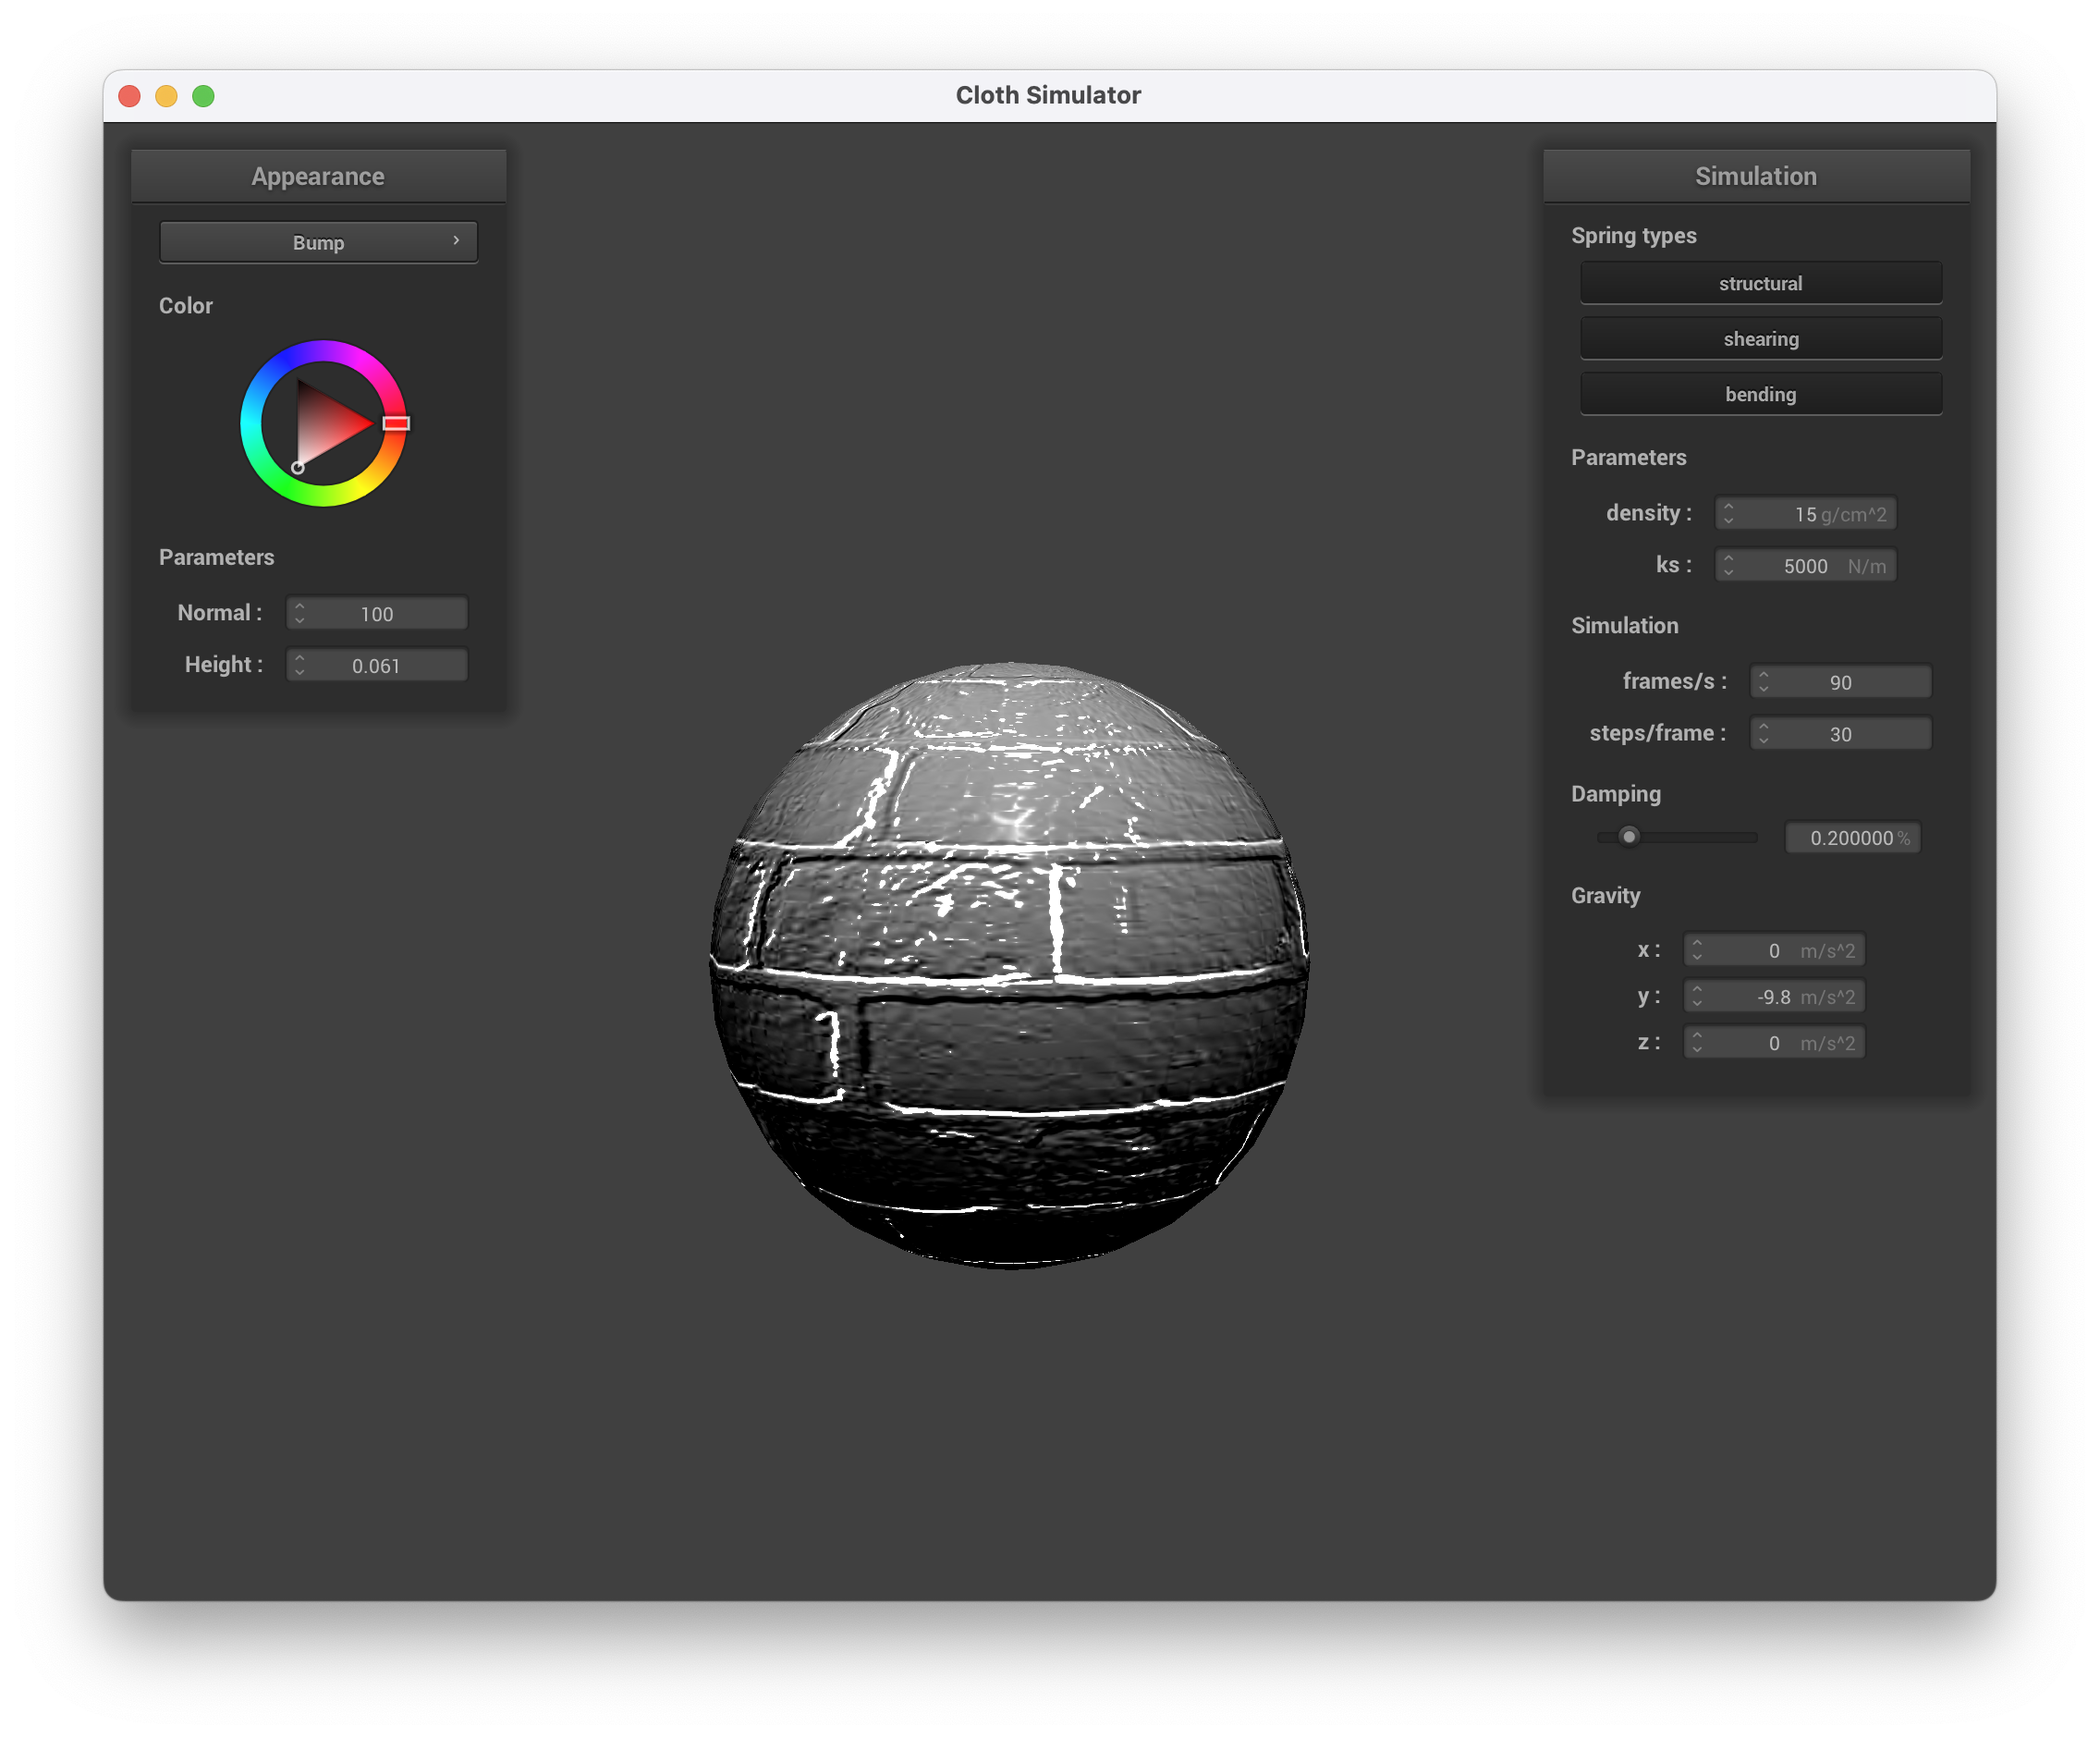 Cloth Simulator
Appearance
Bump
Color
Parameters
Normal : 100
Height : 0.061
Simulation
Spring types
structural
shearing
bending
Parameters
density : 15 g/cm^2
ks : 5000 N/m
Simulation
frames/s : 90
steps/frame : 30
Damping
0.200000 %
Gravity
x : 0 m/s^2
y : -9.8 m/s^2
z : 0 m/s^2